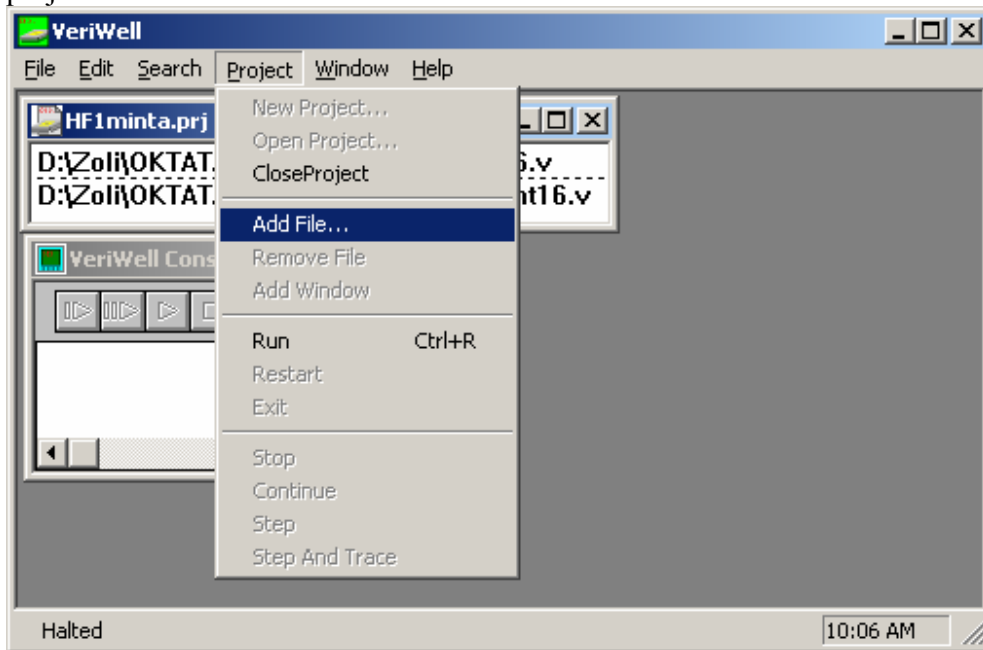 VeriWell
File Edit Search Project Window Help
HF1minta.prj
D:\Zoli\OKTAT. 6.v
D:\Zoli\OKTAT. nt16.v
VeriWell Cons
New Project...
Open Project...
CloseProject
Add File...
Remove File
Add Window
Run Ctrl+R
Restart
Exit
Stop
Continue
Step
Step And Trace
Halted 10:06 AM